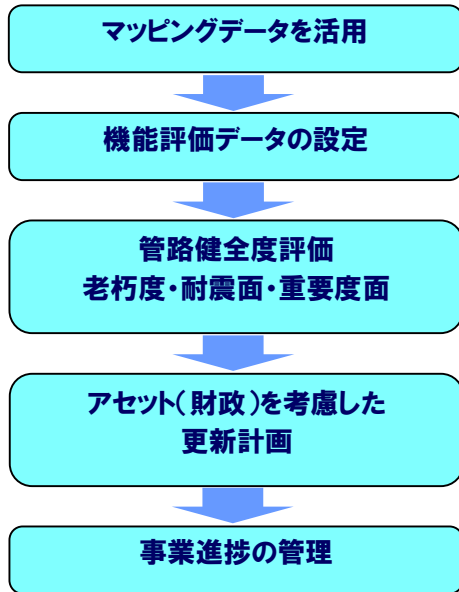 マッピングデータを活用
機能評価データの設定
管路健全度評価
老朽度・耐震面・重要度面
アセット(財政)を考慮した
更新計画
事業進捗の管理